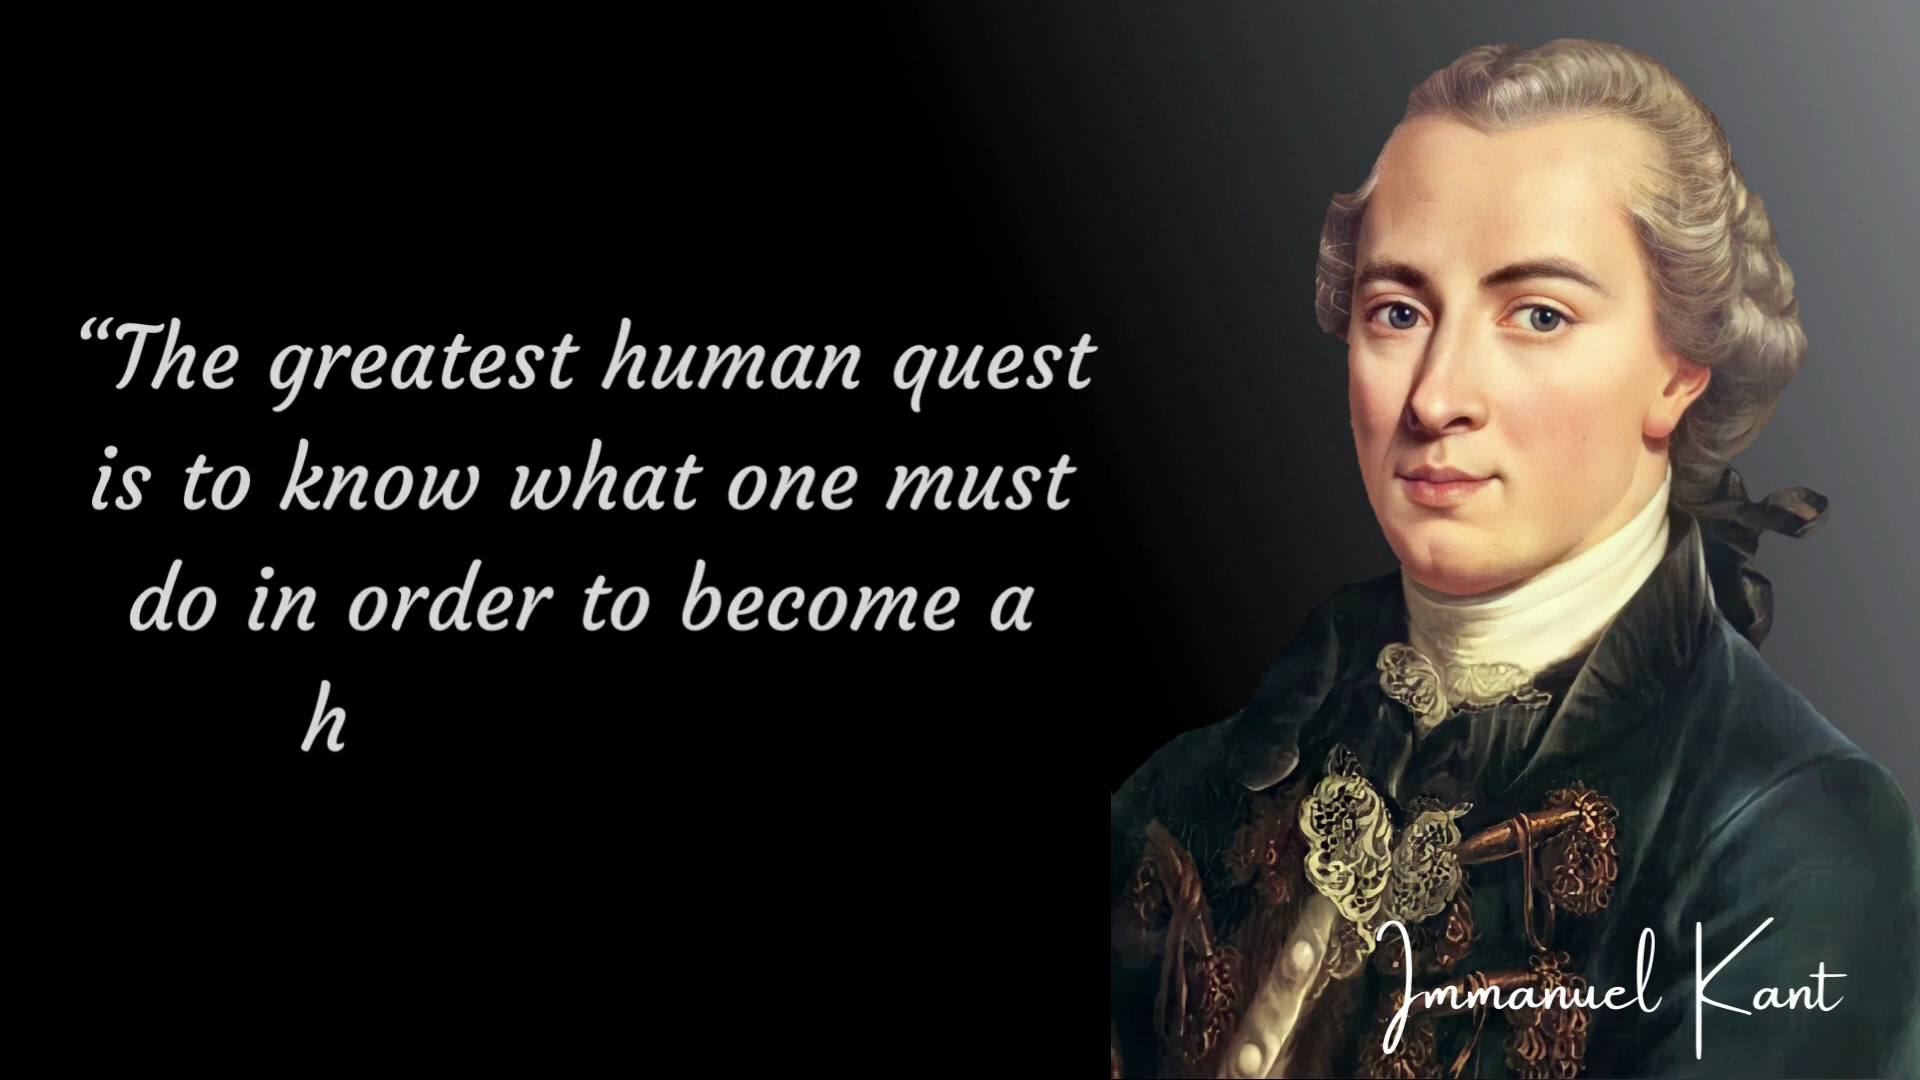 “The greatest human quest
is to know what one must
do in order to become a
h
Immanuel Kant